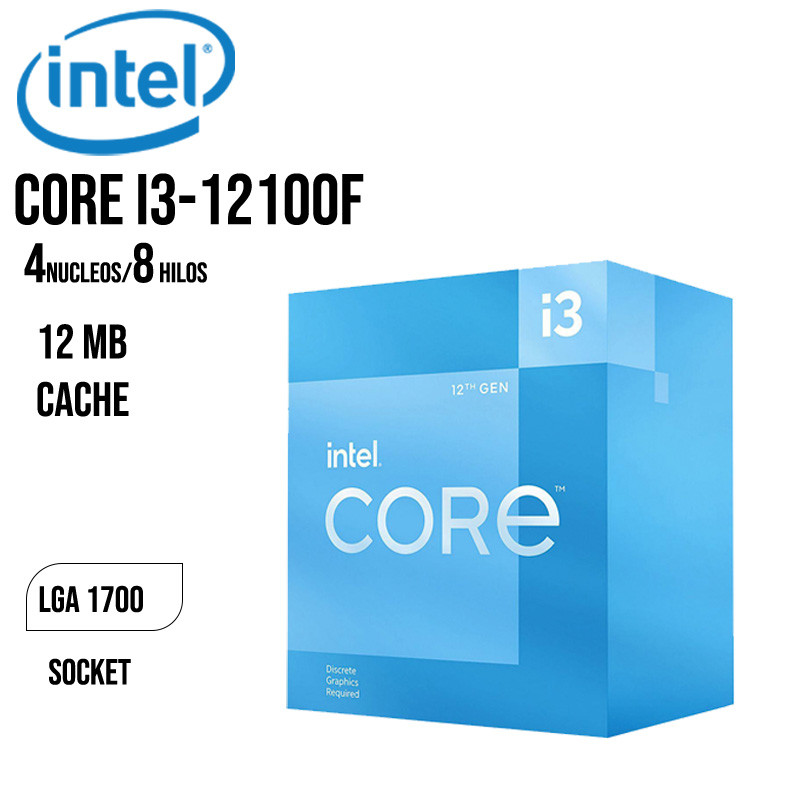 intel®
CORE I3-12100F
4NUCLEOS/8 HILOS
12 MB
CACHE
i3
12TH GEN
intel.
CORe™
LGA 1700
SOCKET
Discrete
Graphics
Required